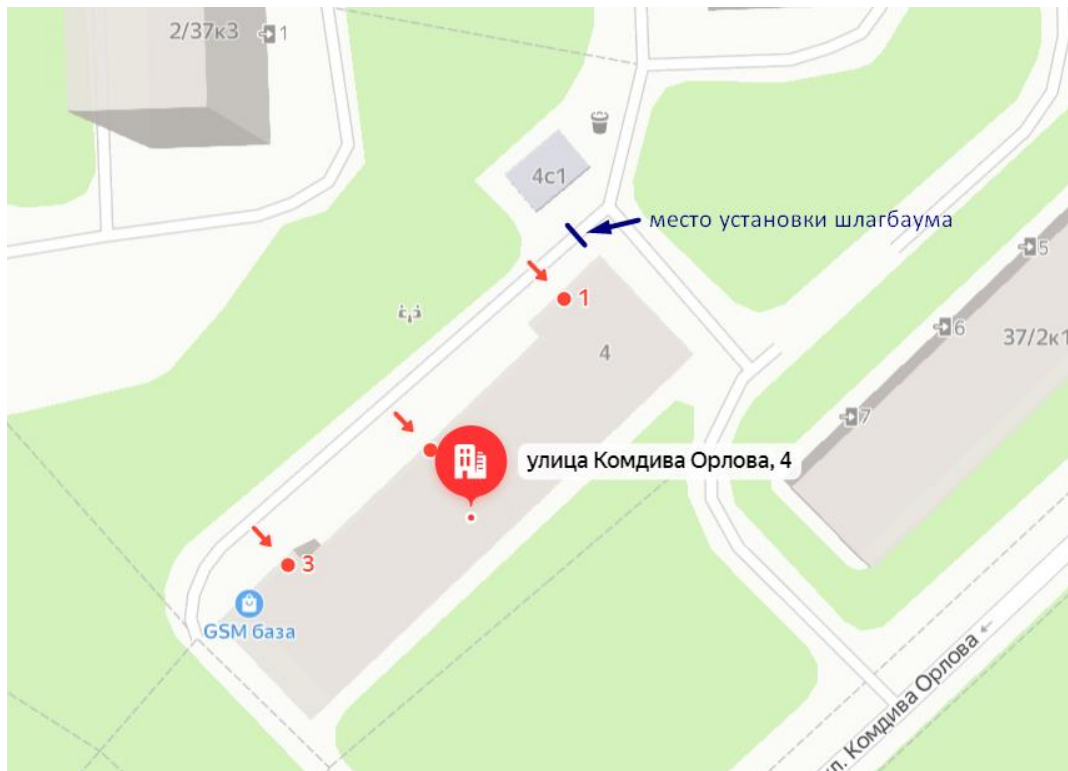 2/37к3
1
4с1
место установки шлагбаума
5
1
6
37/2к1
4
7
улица Комдива Орлова, 4
3
GSM база
ул. Комдива Орлова